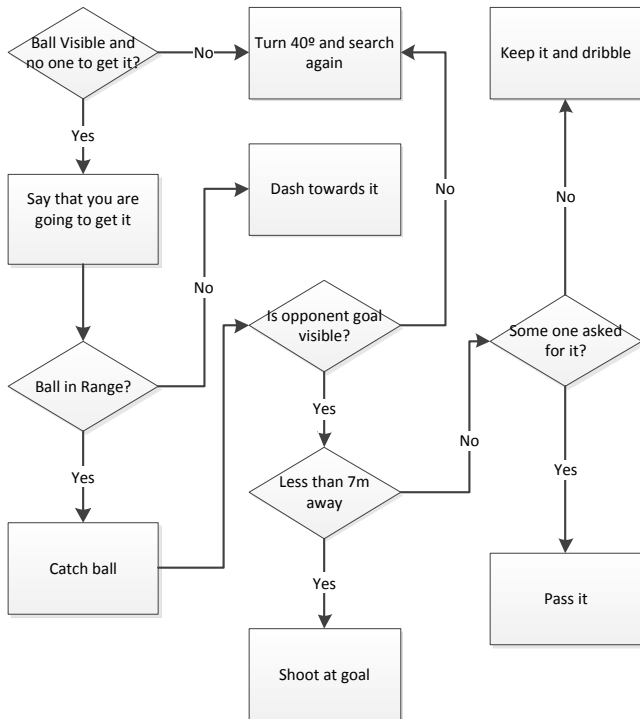 Ball Visible and
no one to get it?
No
Turn 40º and search
again
Keep it and dribble
Yes
Say that you are
going to get it
Dash towards it
No
No
No
Is opponent goal
visible?
Some one asked
for it?
Ball in Range?
Yes
No
Yes
Less than 7m
away
Yes
Catch ball
Yes
Pass it
Shoot at goal